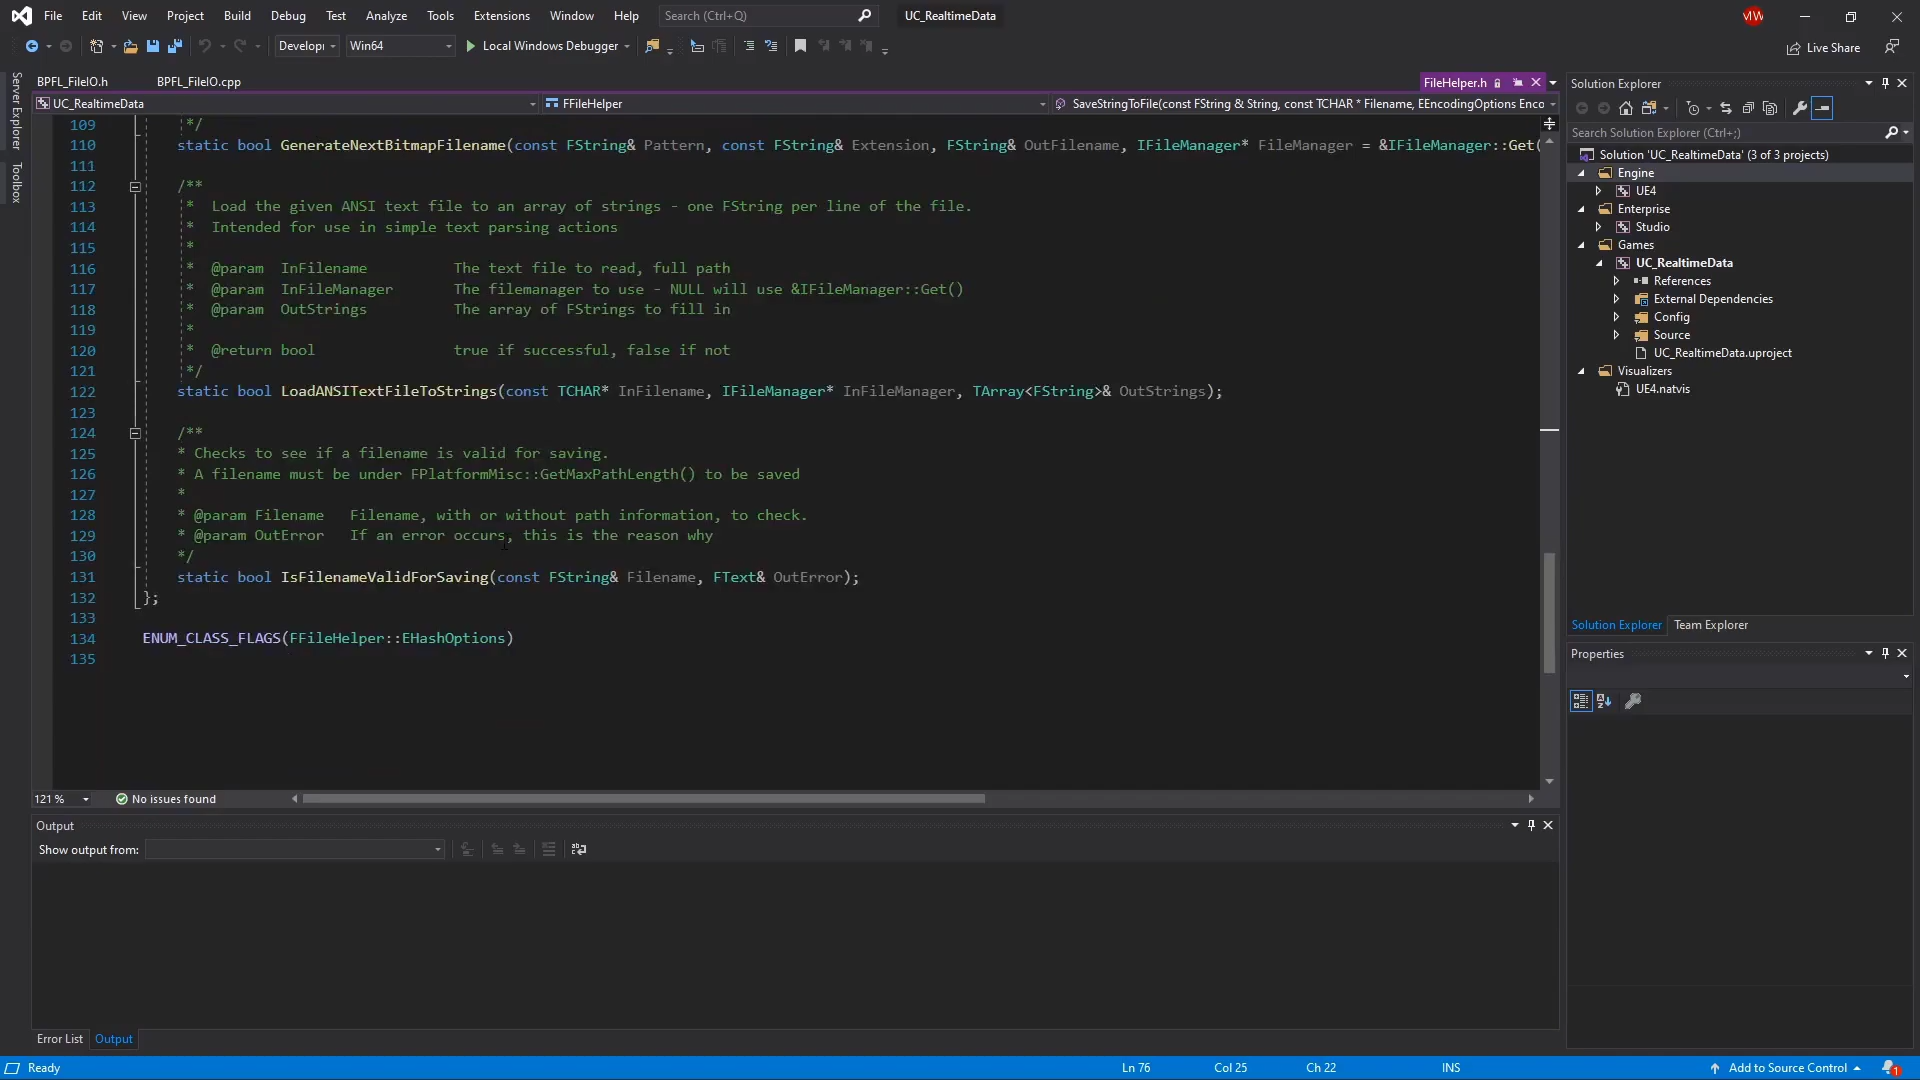 File Edit View Project Build Debug Test Analyze Tools Extensions Window Help Search (Ctrl+Q) UC_RealtimeData MW
Develop Win64 Local Windows Debugger Live Share
Server Explorer
Toolbox
BPFL_FileIO.h BPFL_FileIO.cpp FileHelper.h
UC_RealtimeData FFileHelper SaveStringToFile(const FString & String, const TCHAR * Filename, EEncodingOptions Enco
109 */
110 static bool GenerateNextBitmapFilename(const FString& Pattern, const FString& Extension, FString& OutFilename, IFileManager* FileManager = &IFileManager::Get(
111
112 /**
113 * Load the given ANSI text file to an array of strings - one FString per line of the file.
114 * Intended for use in simple text parsing actions
115 *
116 * @param InFilename The text file to read, full path
117 * @param InFileManager The filemanager to use - NULL will use &IFileManager::Get()
118 * @param OutStrings The array of FStrings to fill in
119 *
120 * @return bool true if successful, false if not
121 */
122 static bool LoadANSITextFileToStrings(const TCHAR* InFilename, IFileManager* InFileManager, TArray<FString>& OutStrings);
123
124 /**
125 * Checks to see if a filename is valid for saving.
126 * A filename must be under FPlatformMisc::GetMaxPathLength() to be saved
127 *
128 * @param Filename Filename, with or without path information, to check.
129 * @param OutError If an error occurs, this is the reason why
130 */
131 static bool IsFilenameValidForSaving(const FString& Filename, FText& OutError);
132 };
133
134 ENUM_CLASS_FLAGS(FFileHelper::EHashOptions)
135
121 % No issues found
Output
Show output from:
Error List Output
Solution Explorer
Search Solution Explorer (Ctrl+;)
Solution 'UC_RealtimeData' (3 of 3 projects)
Engine
UE4
Enterprise
Studio
Games
UC_RealtimeData
References
External Dependencies
Config
Source
UC_RealtimeData.uproject
Visualizers
UE4.natvis
Solution Explorer Team Explorer
Properties
Ready Ln 76 Col 25 Ch 22 INS Add to Source Control 1